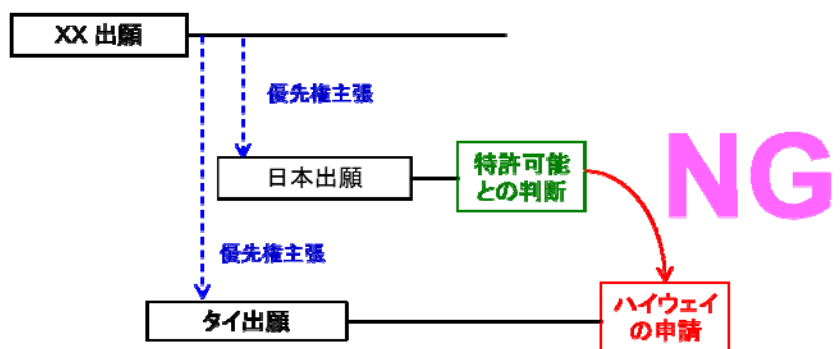 XX 出願
優先権主張
日本出願
特許可能
との判断
NG
優先権主張
タイ出願
ハイウェイ
の申請